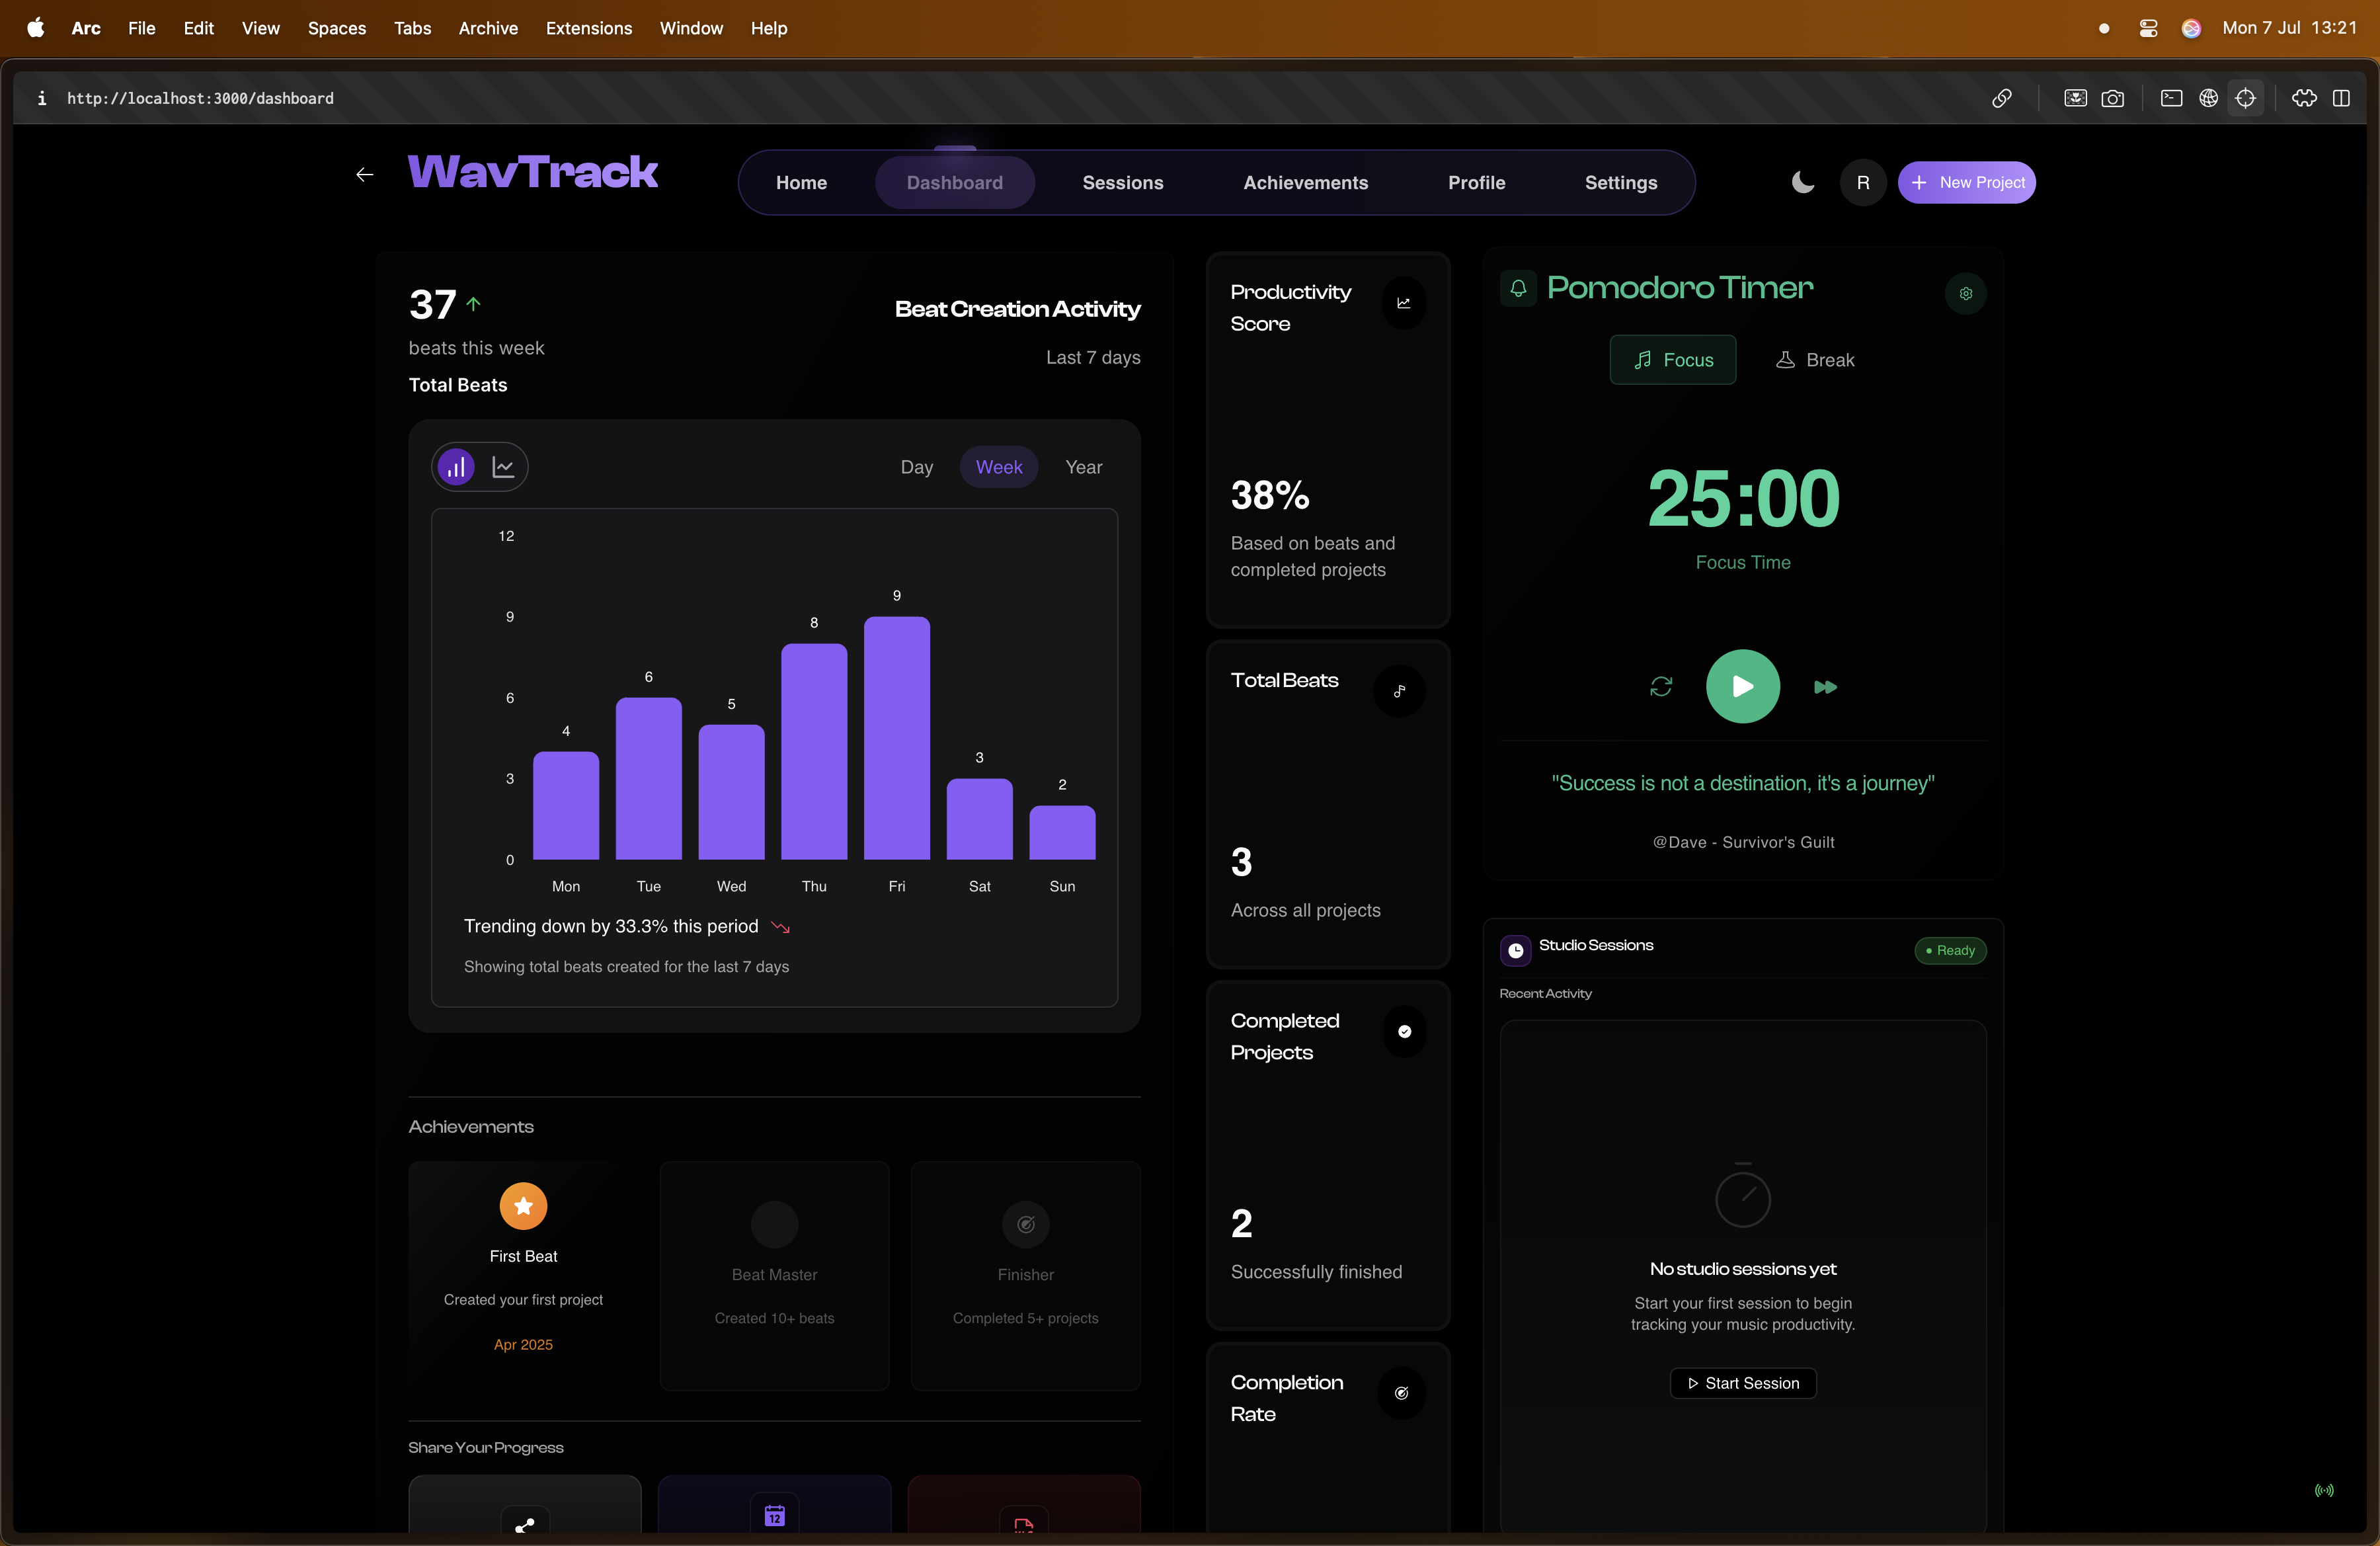 Arc File Edit View Spaces Tabs Archive Extensions Window Help
Mon 7 Jul 13:21
http://localhost:3000/dashboard
WavTrack
Home Dashboard Sessions Achievements Profile Settings
R
New Project
37
beats this week
Total Beats
Beat Creation Activity
Last 7 days
Day Week Year
12
9
6
3
0
4
6
5
8
9
3
2
Mon Tue Wed Thu Fri Sat Sun
Trending down by 33.3% this period
Showing total beats created for the last 7 days
Achievements
First Beat
Created your first project
Apr 2025
Beat Master
Created 10+ beats
Finisher
Completed 5+ projects
Share Your Progress
12
Productivity
Score
38%
Based on beats and
completed projects
Total Beats
3
Across all projects
Completed
Projects
2
Successfully finished
Completion
Rate
Pomodoro Timer
Focus Break
25:00
Focus Time
"Success is not a destination, it's a journey"
@Dave - Survivor's Guilt
Studio Sessions
Ready
Recent Activity
No studio sessions yet
Start your first session to begin
tracking your music productivity.
Start Session